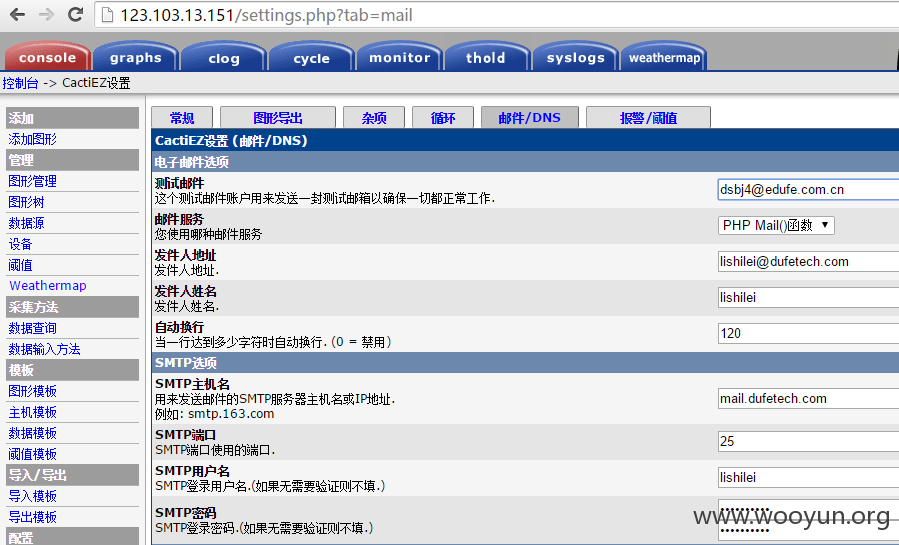 123.103.13.151/settings.php?tab=mail
console graphs clog cycle monitor thold syslogs weathermap
控制台 -> CactiEZ设置
添加
添加图形
管理
图形管理
图形树
数据源
设备
阈值
Weathermap
采集方法
数据查询
数据输入方法
模板
图形模板
主机模板
数据模板
阈值模板
导入/导出
导入模板
导出模板
配置
常规 图形导出 杂项 循环 邮件/DNS 报警/阈值
CactiEZ设置 (邮件/DNS)
电子邮件选项
测试邮件
这个测试邮件账户用来发送一封测试邮箱以确保一切都正常工作.
dsbj4@edufe.com.cn
邮件服务
您使用哪种邮件服务
PHP Mail()函数
发件人地址
发件人地址.
lishilei@dufetech.com
发件人姓名
发件人姓名.
lishilei
自动换行
当一行达到多少字符时自动换行. (0 = 禁用)
120
SMTP选项
SMTP主机名
用来发送邮件的SMTP服务器主机名或IP地址.
例如: smtp.163.com
mail.dufetech.com
SMTP端口
SMTP端口使用的端口.
25
SMTP用户名
SMTP登录用户名.(如果无需要验证则不填.)
lishilei
SMTP密码
SMTP登录密码.(如果无需要验证则不填.)
www.wooyun.org